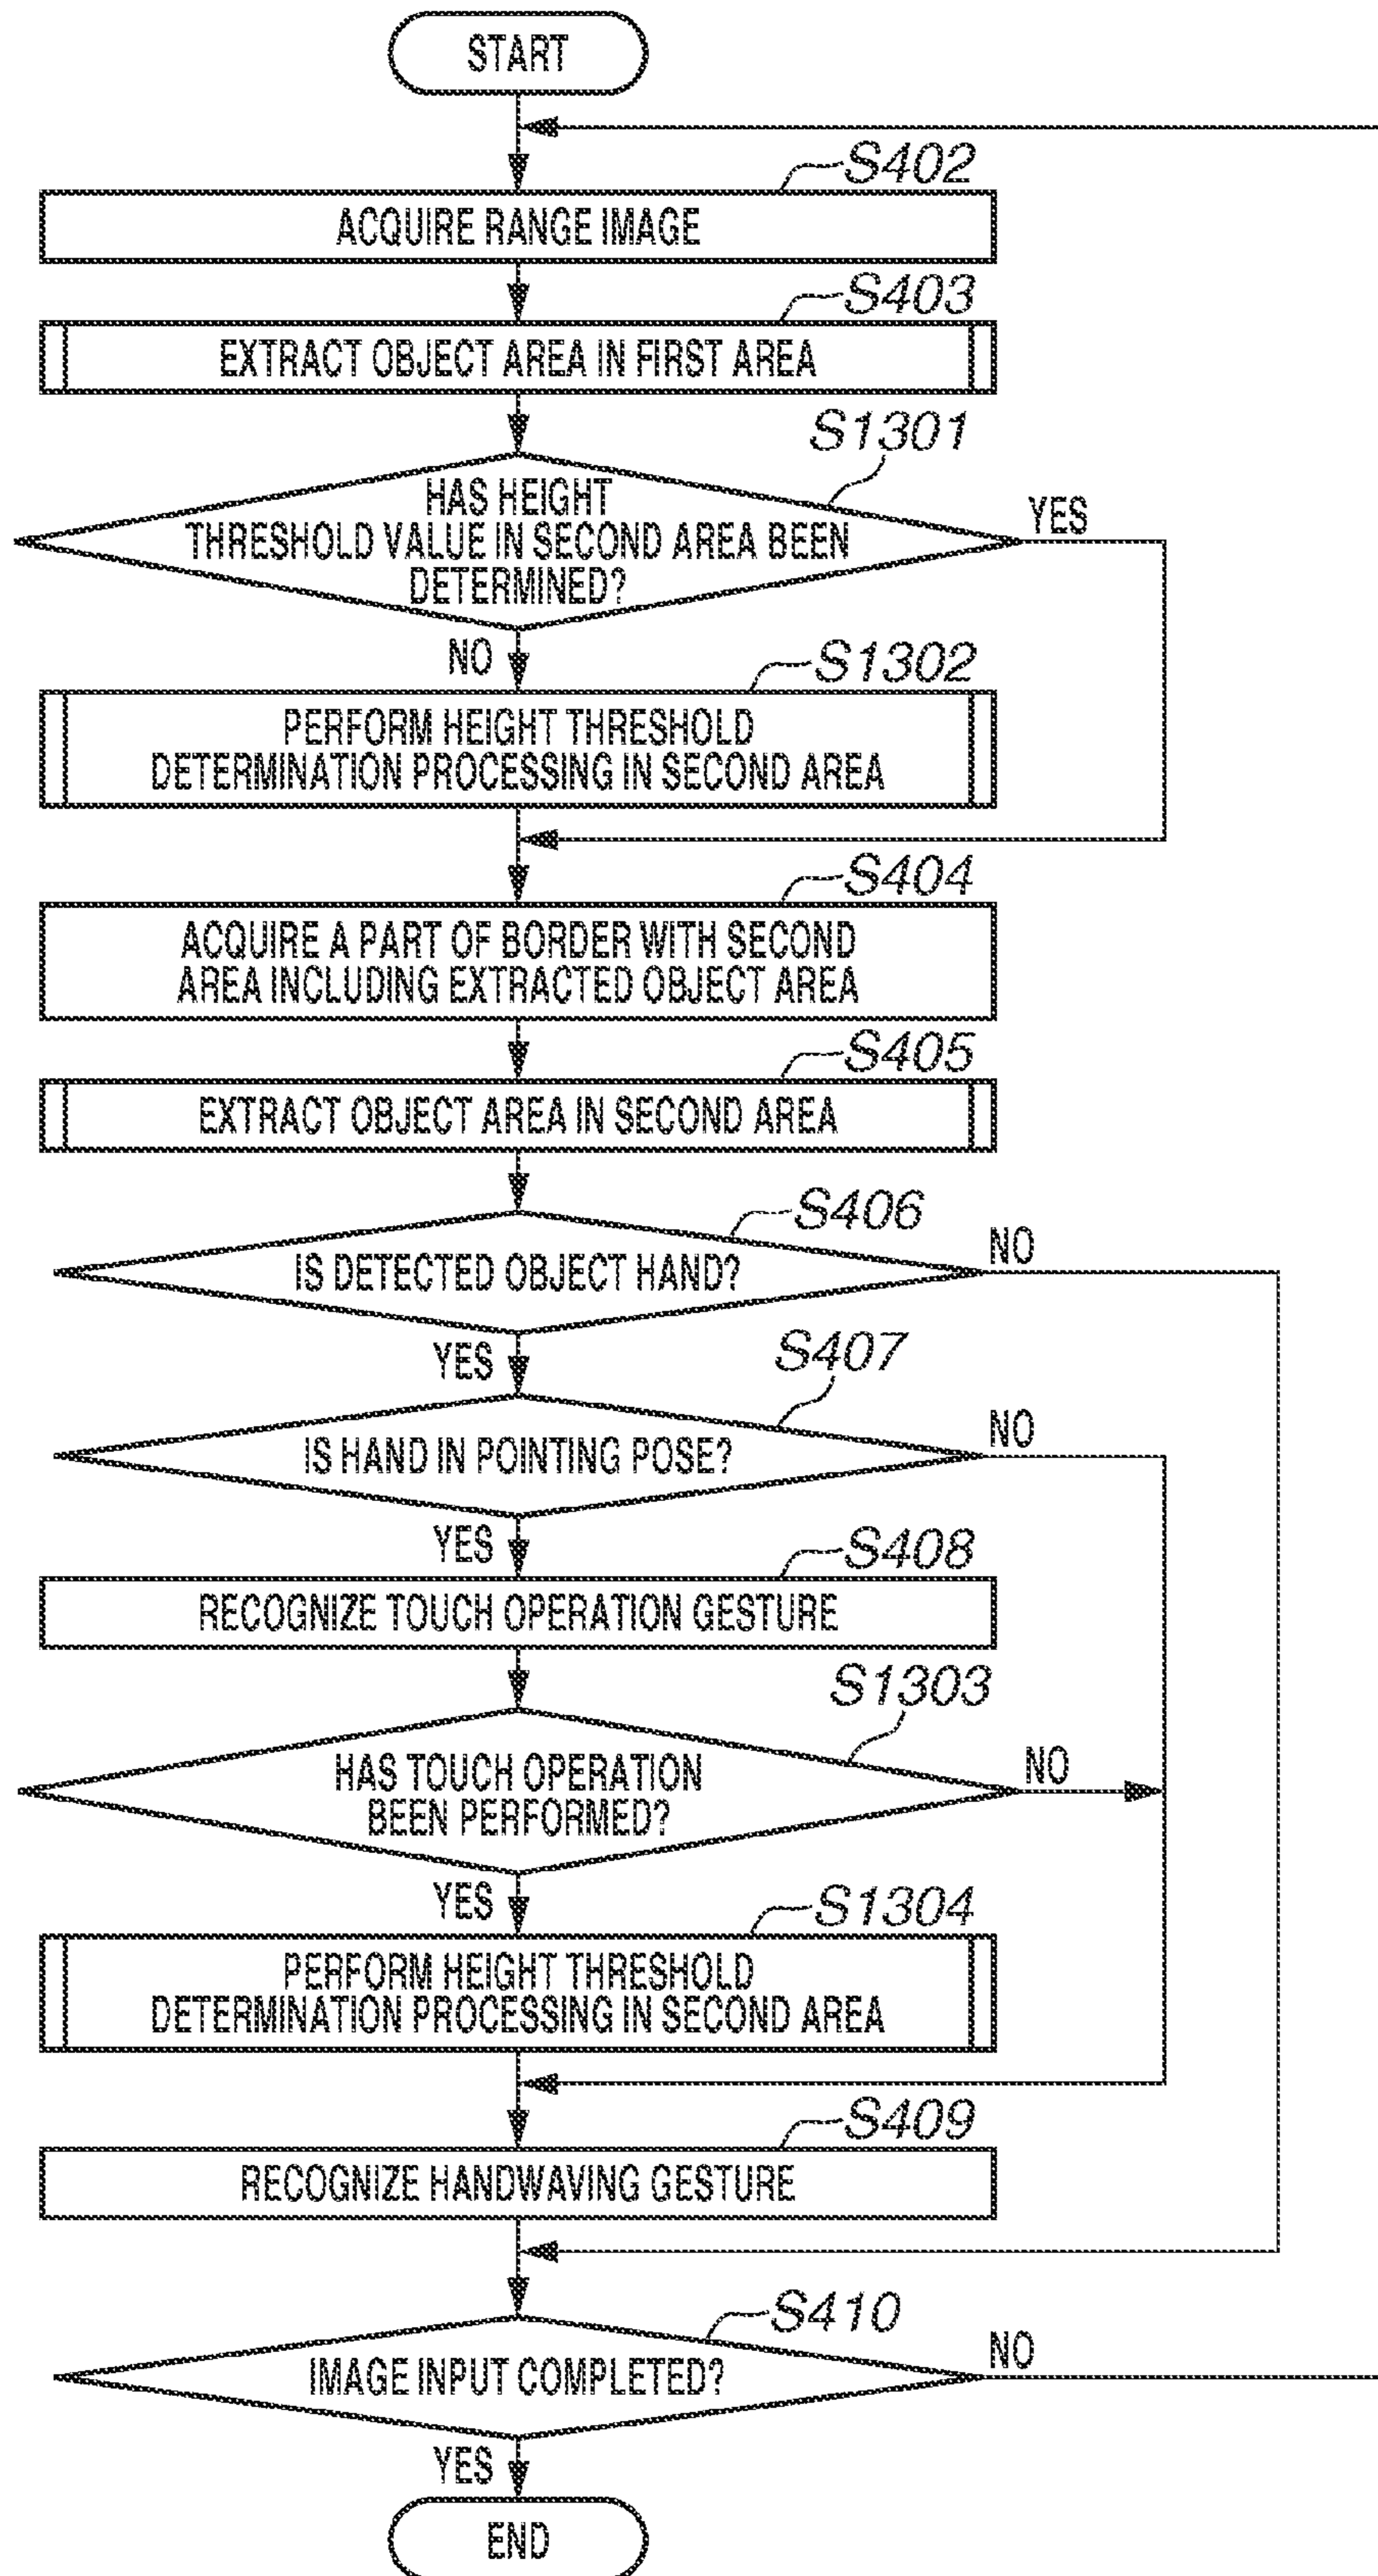 START
S402
ACQUIRE RANGE IMAGE
S403
EXTRACT OBJECT AREA IN FIRST AREA
S1301
HAS HEIGHT
THRESHOLD VALUE IN SECOND AREA BEEN
DETERMINED?
YES
NO
S1302
PERFORM HEIGHT THRESHOLD
DETERMINATION PROCESSING IN SECOND AREA
S404
ACQUIRE A PART OF BORDER WITH SECOND
AREA INCLUDING EXTRACTED OBJECT AREA
S405
EXTRACT OBJECT AREA IN SECOND AREA
S406
IS DETECTED OBJECT HAND?
NO
YES
S407
IS HAND IN POINTING POSE?
NO
YES
S408
RECOGNIZE TOUCH OPERATION GESTURE
S1303
HAS TOUCH OPERATION
BEEN PERFORMED?
NO
YES
S1304
PERFORM HEIGHT THRESHOLD
DETERMINATION PROCESSING IN SECOND AREA
S409
RECOGNIZE HANDWAVING GESTURE
S410
IMAGE INPUT COMPLETED?
NO
YES
END